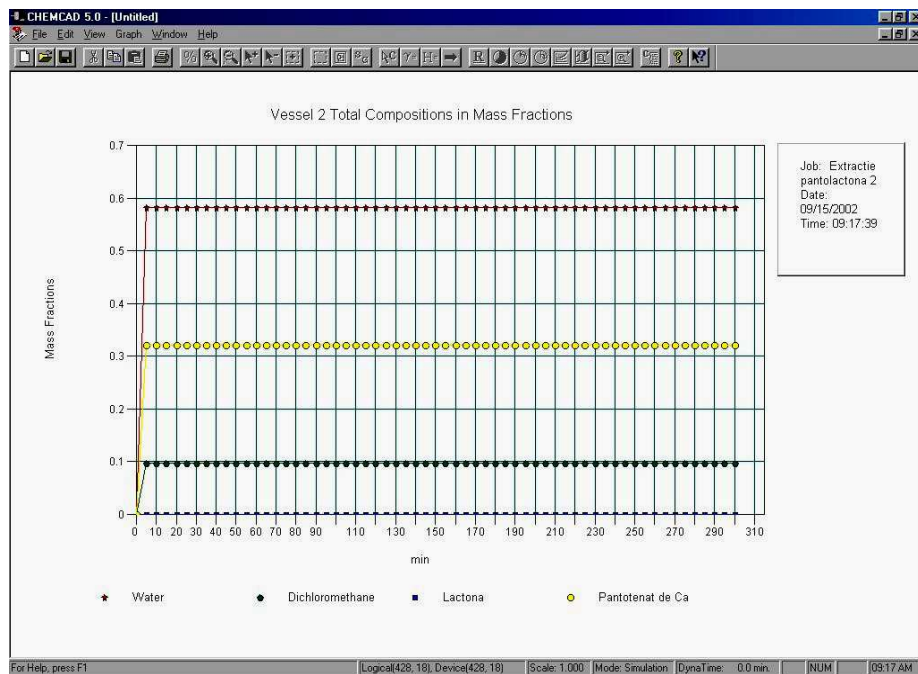 CHEMCAD 5.0 - [Untitled]
File Edit View Graph Window Help
Vessel 2 Total Compositions in Mass Fractions
0.7
0.6
0.5
0.4
0.3
0.2
0.1
0
Mass Fractions
0 10 20 30 40 50 60 70 80 90 110 130 150 170 190 210 230 250 270 290 310
min
Water Dichloromethane Lactona Pantotenat de Ca
Job: Extractie
pantolactona 2
Date:
09/15/2002
Time: 09:17:39
For Help, press F1 Logical(428, 18), Device(428, 18) Scale: 1.000 Mode: Simulation DynaTime: 0.0 min. NUM 09:17 AM